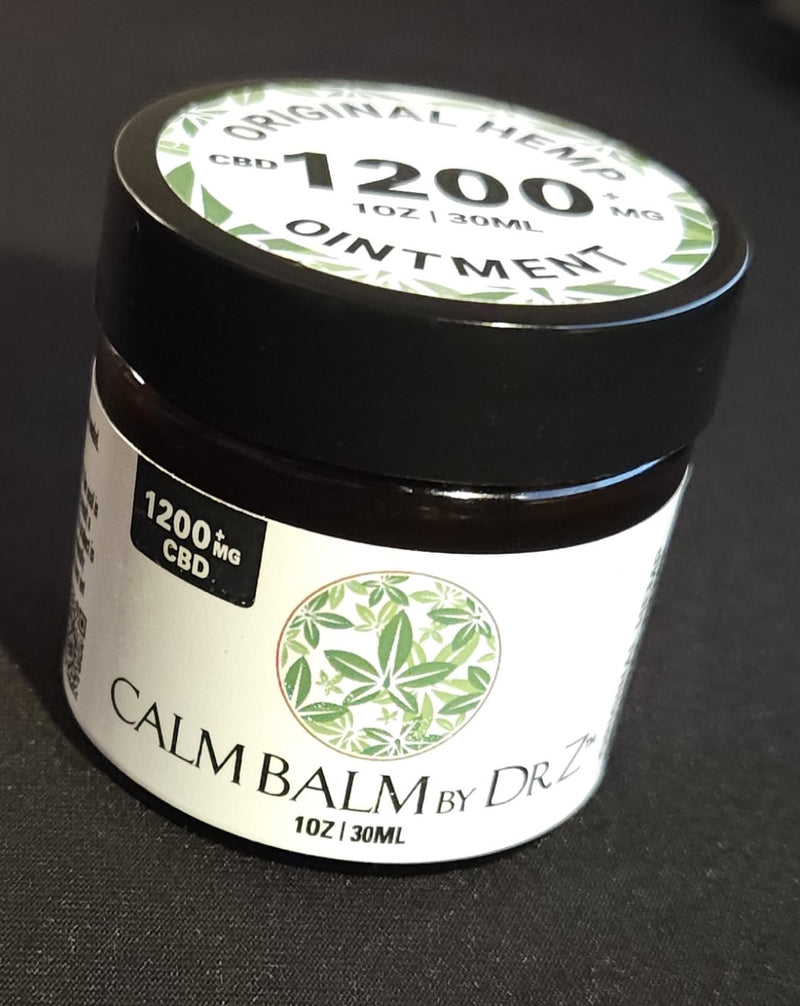 ORIGINAL HEMP
CBD 1200+ MG
1OZ | 30ML
OINTMENT
1200+ MG
CBD
CALM BALM BY DR Z™
1OZ | 30ML